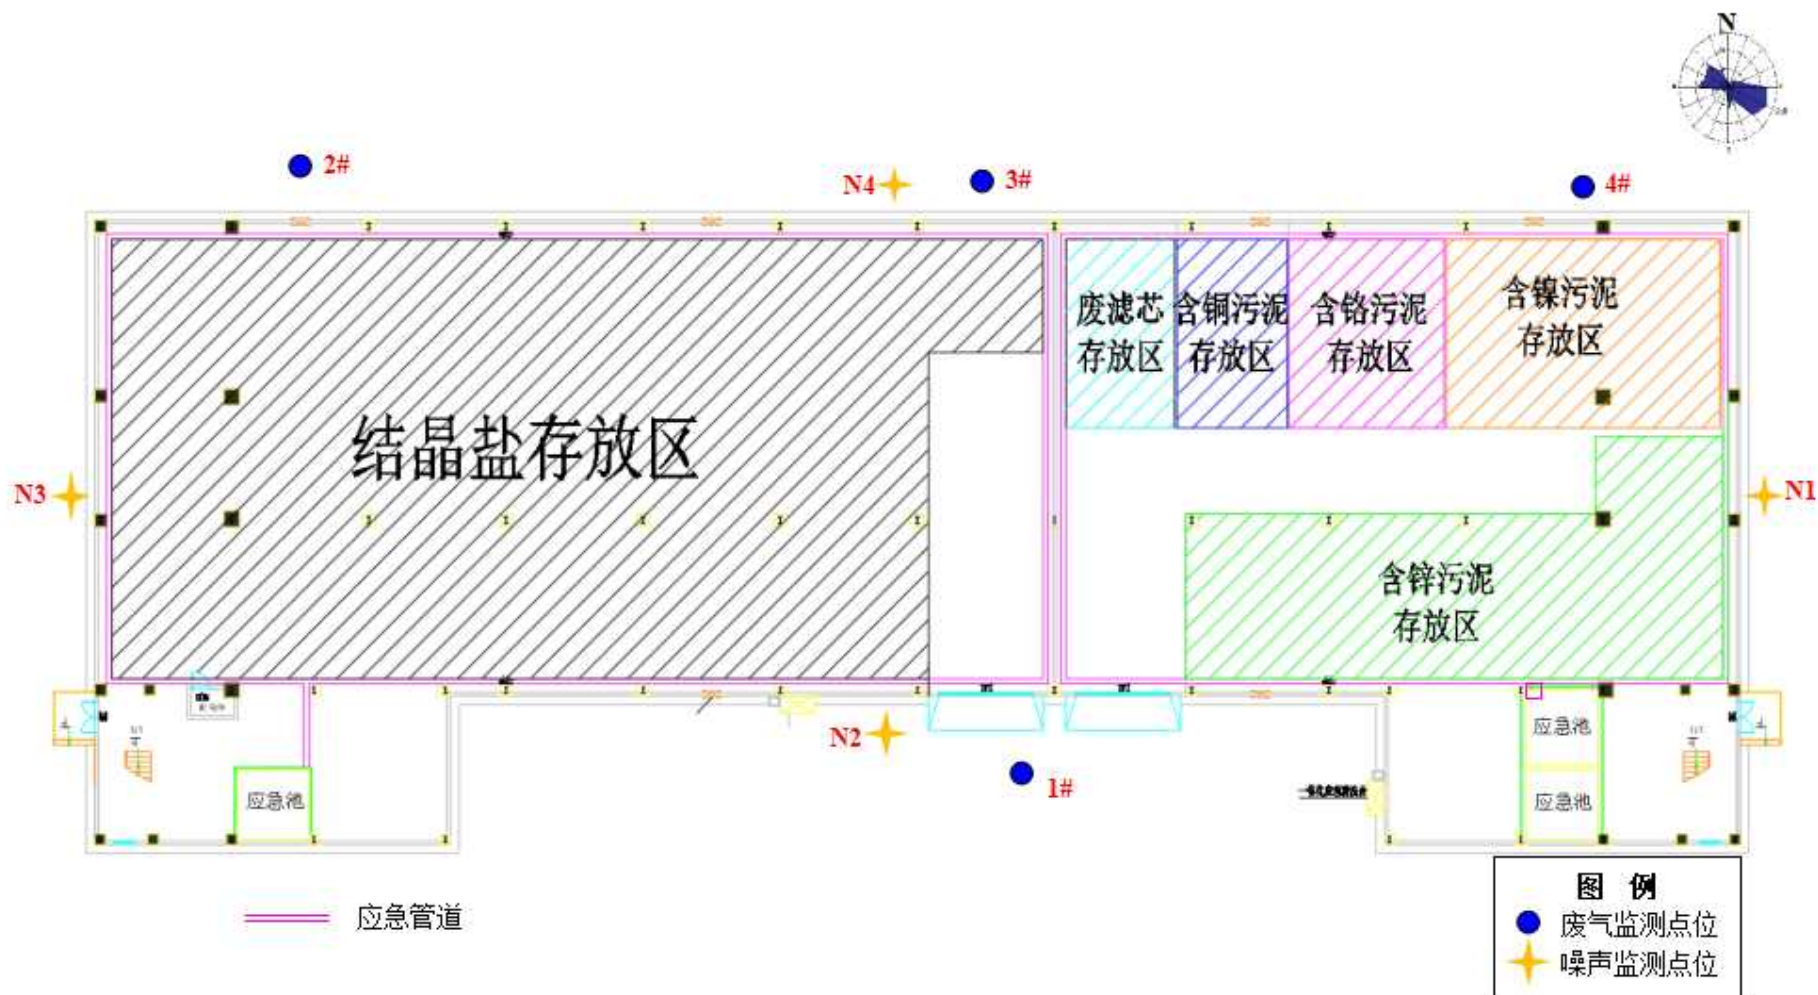 N
2#
N4
3#
4#
废滤芯
存放区
含铜污泥
存放区
含铬污泥
存放区
含镍污泥
存放区
结晶盐存放区
N3
N1
含锌污泥
存放区
N2
1#
应急池
应急池
应急池
应急管道
图 例
废气监测点位
噪声监测点位